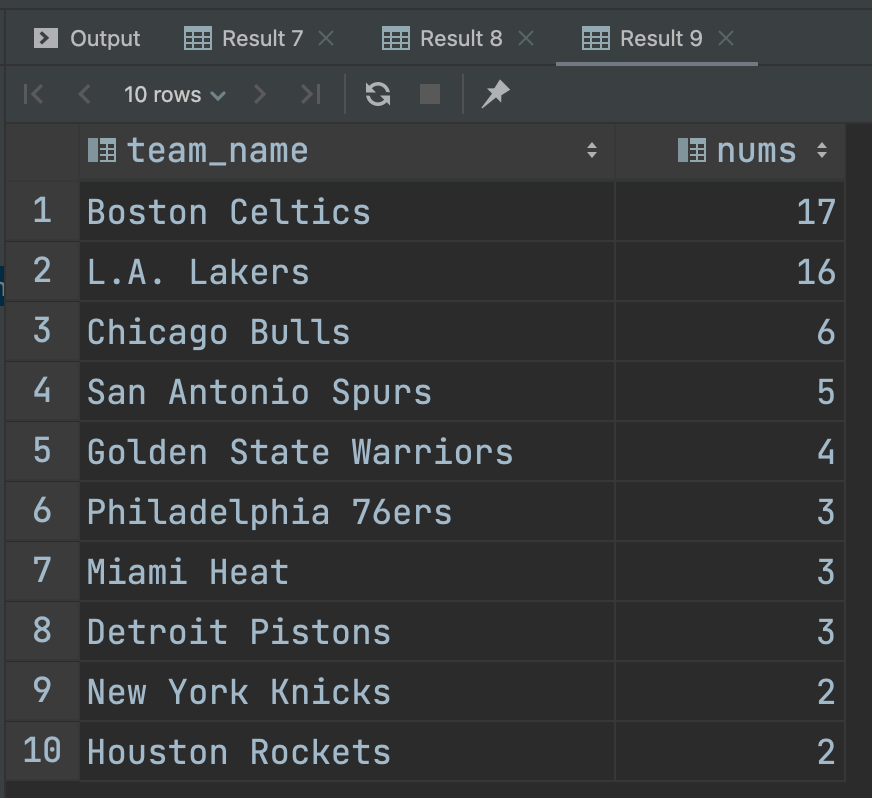 Output Result 7 Result 8 Result 9
10 rows
team_name nums
1 Boston Celtics 17
2 L.A. Lakers 16
3 Chicago Bulls 6
4 San Antonio Spurs 5
5 Golden State Warriors 4
6 Philadelphia 76ers 3
7 Miami Heat 3
8 Detroit Pistons 3
9 New York Knicks 2
10 Houston Rockets 2